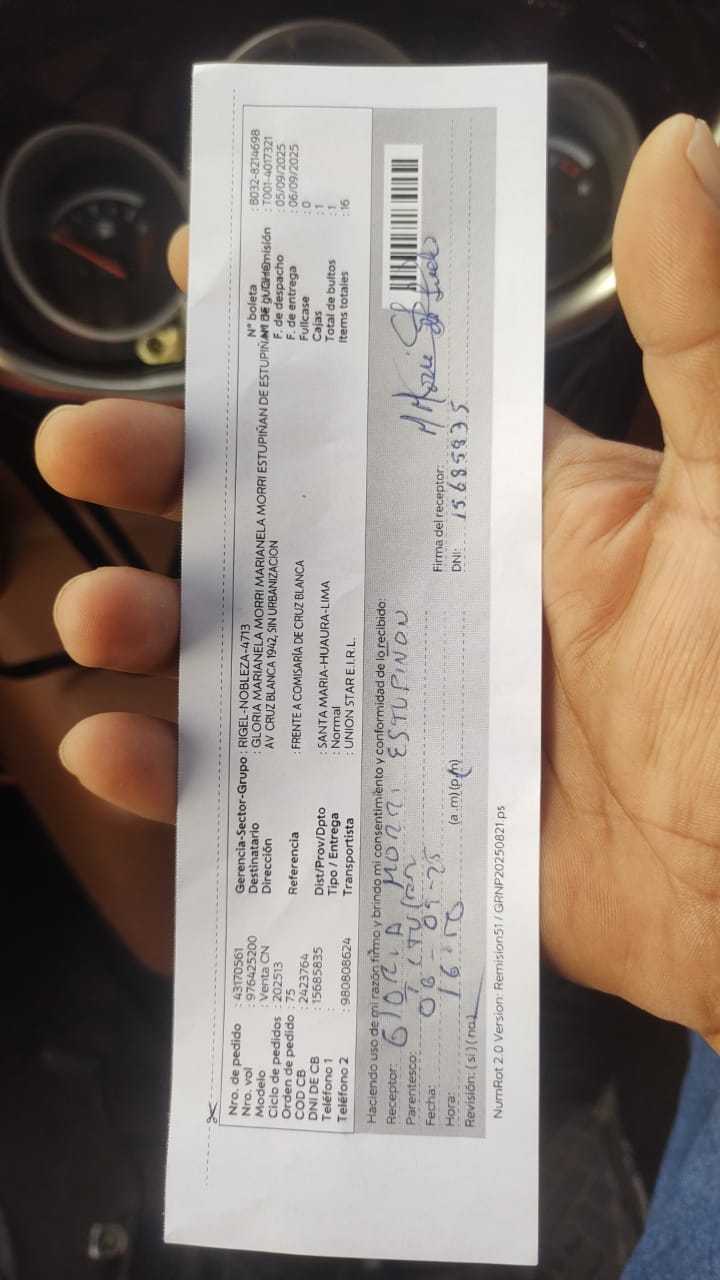 Nro. de pedido : 43170561
Nro. vol : 976425200
Modelo : Venta CN
Ciclo de pedidos : 202513
Orden de pedido : 75
COD CB : 2423764
DNI DE CB : 15685835
Teléfono 1 :
Teléfono 2 : 980808624
Gerencia-Sector-Grupo : RIGEL-NOBLEZA-4713
Destinatario : GLORIA MARIANELA MORRI MARIANELA MORRI ESTUPIÑAN DE ESTUPIÑAN DE
Dirección AV CRUZ BLANCA 1942, SIN URBANIZACION
Referencia : FRENTE A COMISARÍA DE CRUZ BLANCA
Dist/Prov/Dpto : SANTA MARIA-HUAURA-LIMA
Tipo / Entrega : Normal
Transportista : UNION STAR E.I.R.L.
N° boleta : B032-8214698
: T001-4017321
F. de despacho : 05/09/2025
F. de entrega : 06/09/2025
Fullcase : 0
Cajas : 1
Total de bultos : 1
Items totales : 16
Haciendo uso de mi razón firmo y brindo mi consentimiento y conformidad de lo recibido:
Receptor: GLORIA MORRI ESTUPINON
Parentesco: TITULAR
Fecha: 06-09-25
Hora: 16:50 (a.m) (p.m)
Revisión: ( si ) ( no )
Firma del receptor:
DNI: 15685835
NumRot 2.0 Version: Remision51 / GRNP20250821.ps